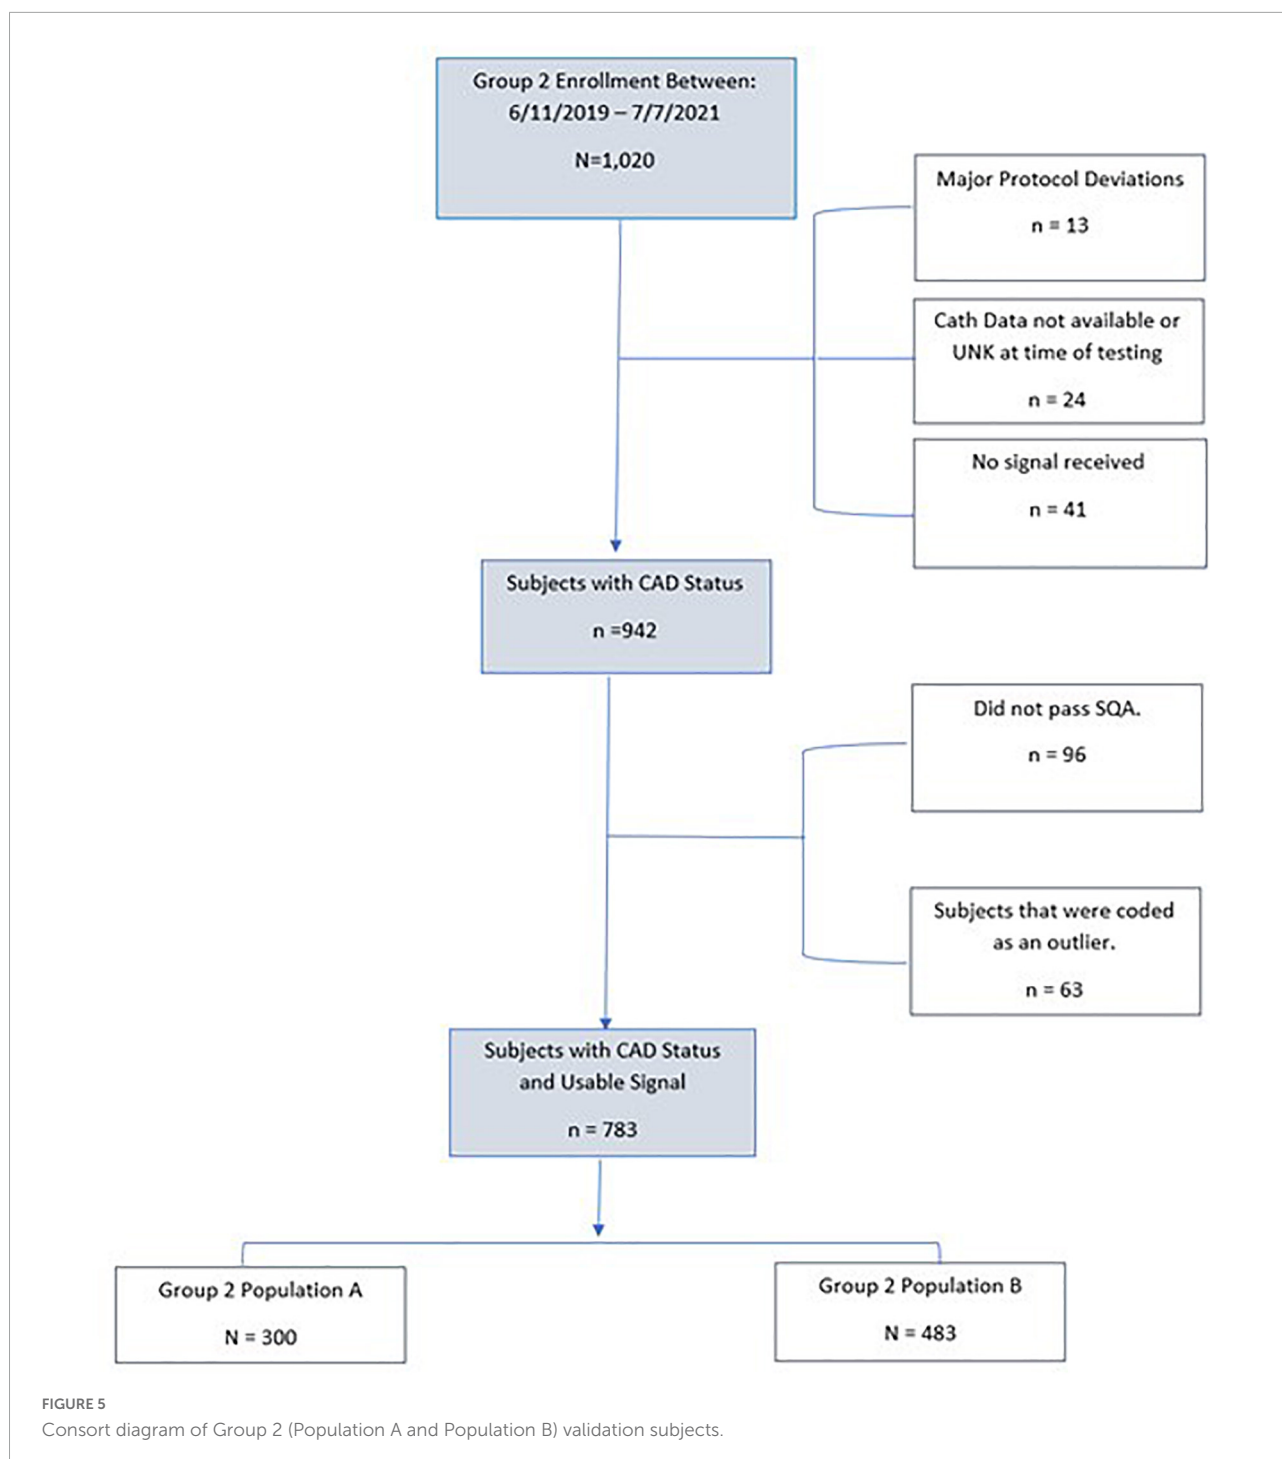 Group 2 Enrollment Between:
6/11/2019 – 7/7/2021
N=1,020
Major Protocol Deviations
n = 13
Cath Data not available or
UNK at time of testing
n = 24
No signal received
n = 41
Subjects with CAD Status
n =942
Did not pass SQA.
n = 96
Subjects that were coded
as an outlier.
n = 63
Subjects with CAD Status
and Usable Signal
n = 783
Group 2 Population A
N = 300
Group 2 Population B
N = 483
FIGURE 5
Consort diagram of Group 2 (Population A and Population B) validation subjects.